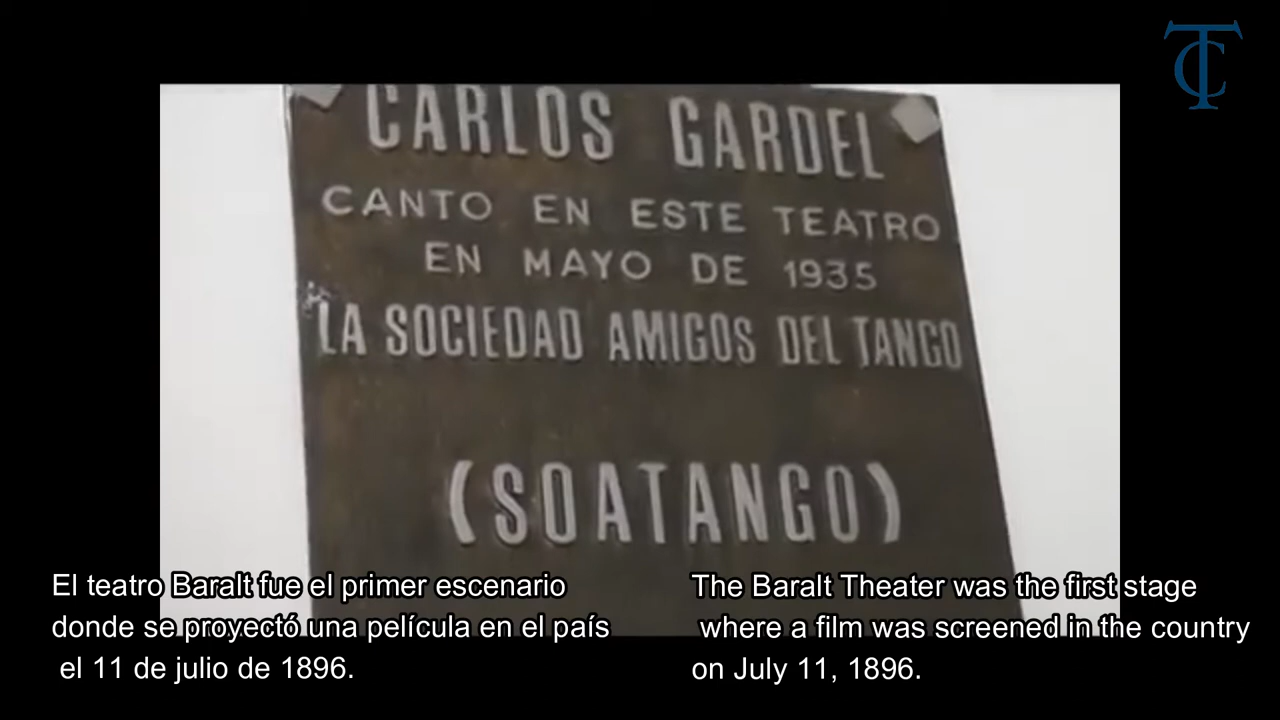 TC
CARLOS GARDEL
CANTO EN ESTE TEATRO
EN MAYO DE 1935
LA SOCIEDAD AMIGOS DEL TANGO
(SOATANGO)
El teatro Baralt fue el primer escenario
donde se proyectó una película en el país
el 11 de julio de 1896.
The Baralt Theater was the first stage
where a film was screened in the country
on July 11, 1896.